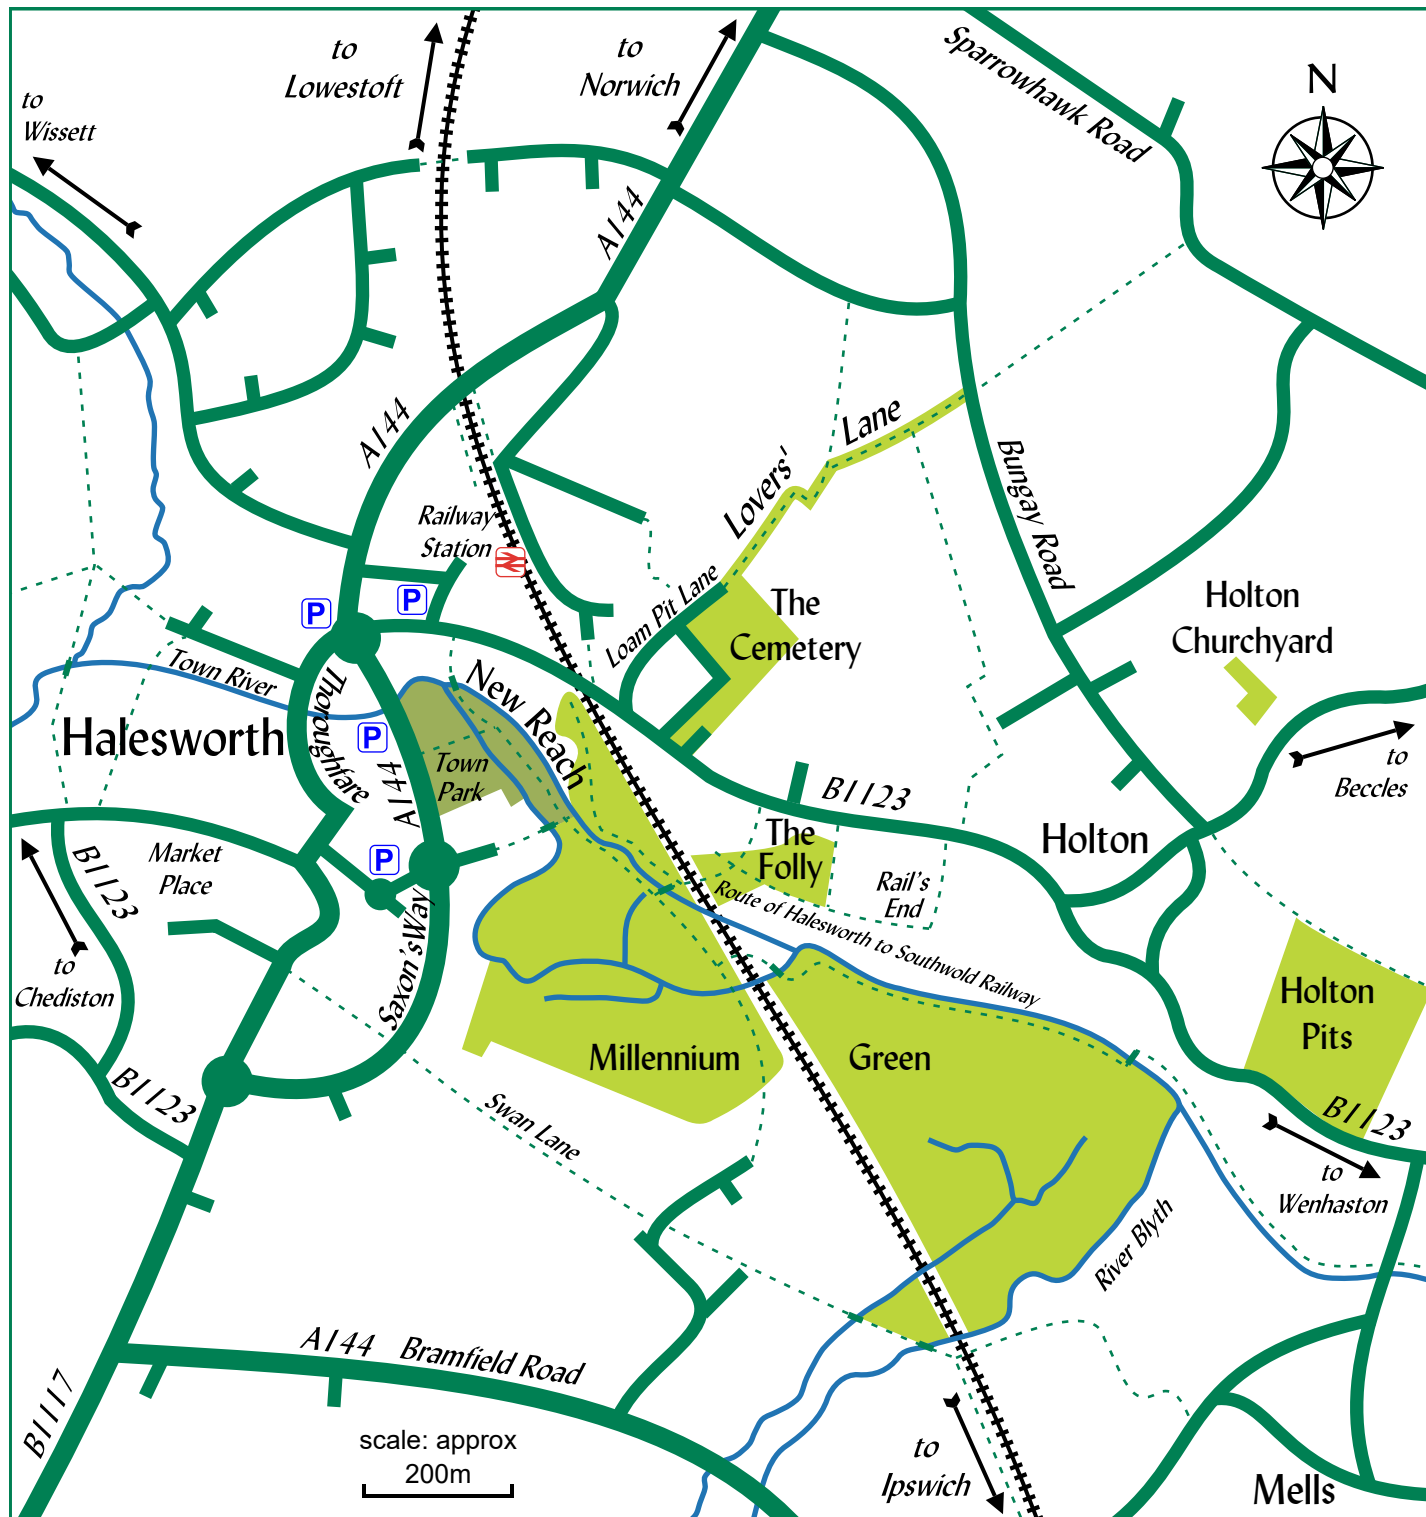 to
Lowestoft
to
Norwich
Sparrowhawk Road
N
to
Wissett
A144
A144
Lovers'
Lane
Bungay Road
Railway
Station
P
P
Loam Pit Lane
The
Cemetery
Holton
Churchyard
Town River
Thoroughfare
New Reach
Halesworth
P
A144
Town
Park
to
Beccles
B1123
Holton
The
Folly
Market
Place
P
B1123
Rail's
End
Route of Halesworth to Southwold Railway
Saxon'sWay
to
Chediston
Holton
Pits
Millennium
Green
B1123
Swan Lane
B1123
to
Wenhaston
River Blyth
A144 Bramfield Road
B1117
scale: approx
200m
to
Ipswich
Mells